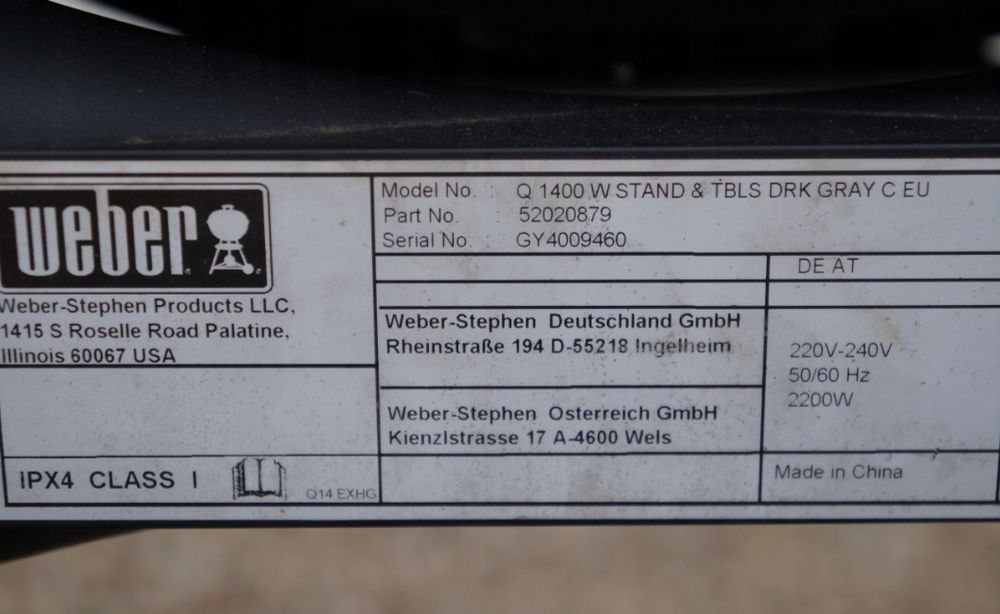 weber
Weber-Stephen Products LLC,
1415 S Roselle Road Palatine,
Illinois 60067 USA
IPX4 CLASS I
Q14 EXHG
Model No. : Q 1400 W STAND & TBLS DRK GRAY C EU
Part No. : 52020879
Serial No. : GY4009460
DE AT
Weber-Stephen Deutschland GmbH
Rheinstraße 194 D-55218 Ingelheim
Weber-Stephen Österreich GmbH
Kienzlstrasse 17 A-4600 Wels
220V-240V
50/60 Hz
2200W
Made in China